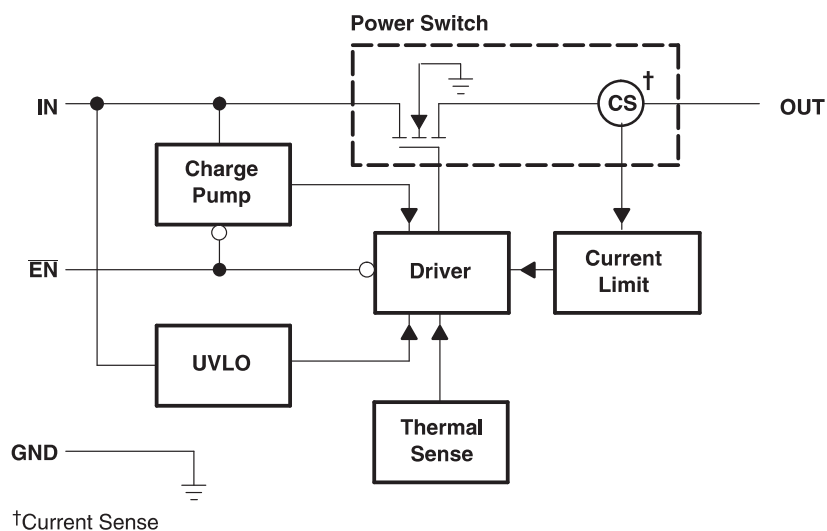 Power Switch
†
IN
CS
OUT
Charge
Pump
EN
Driver
Current
Limit
UVLO
Thermal
Sense
GND
†Current Sense